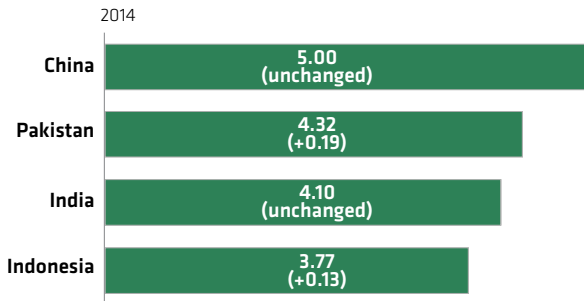 2014
China
5.00
(unchanged)
Pakistan
4.32
(+0.19)
India
4.10
(unchanged)
Indonesia
3.77
(+0.13)